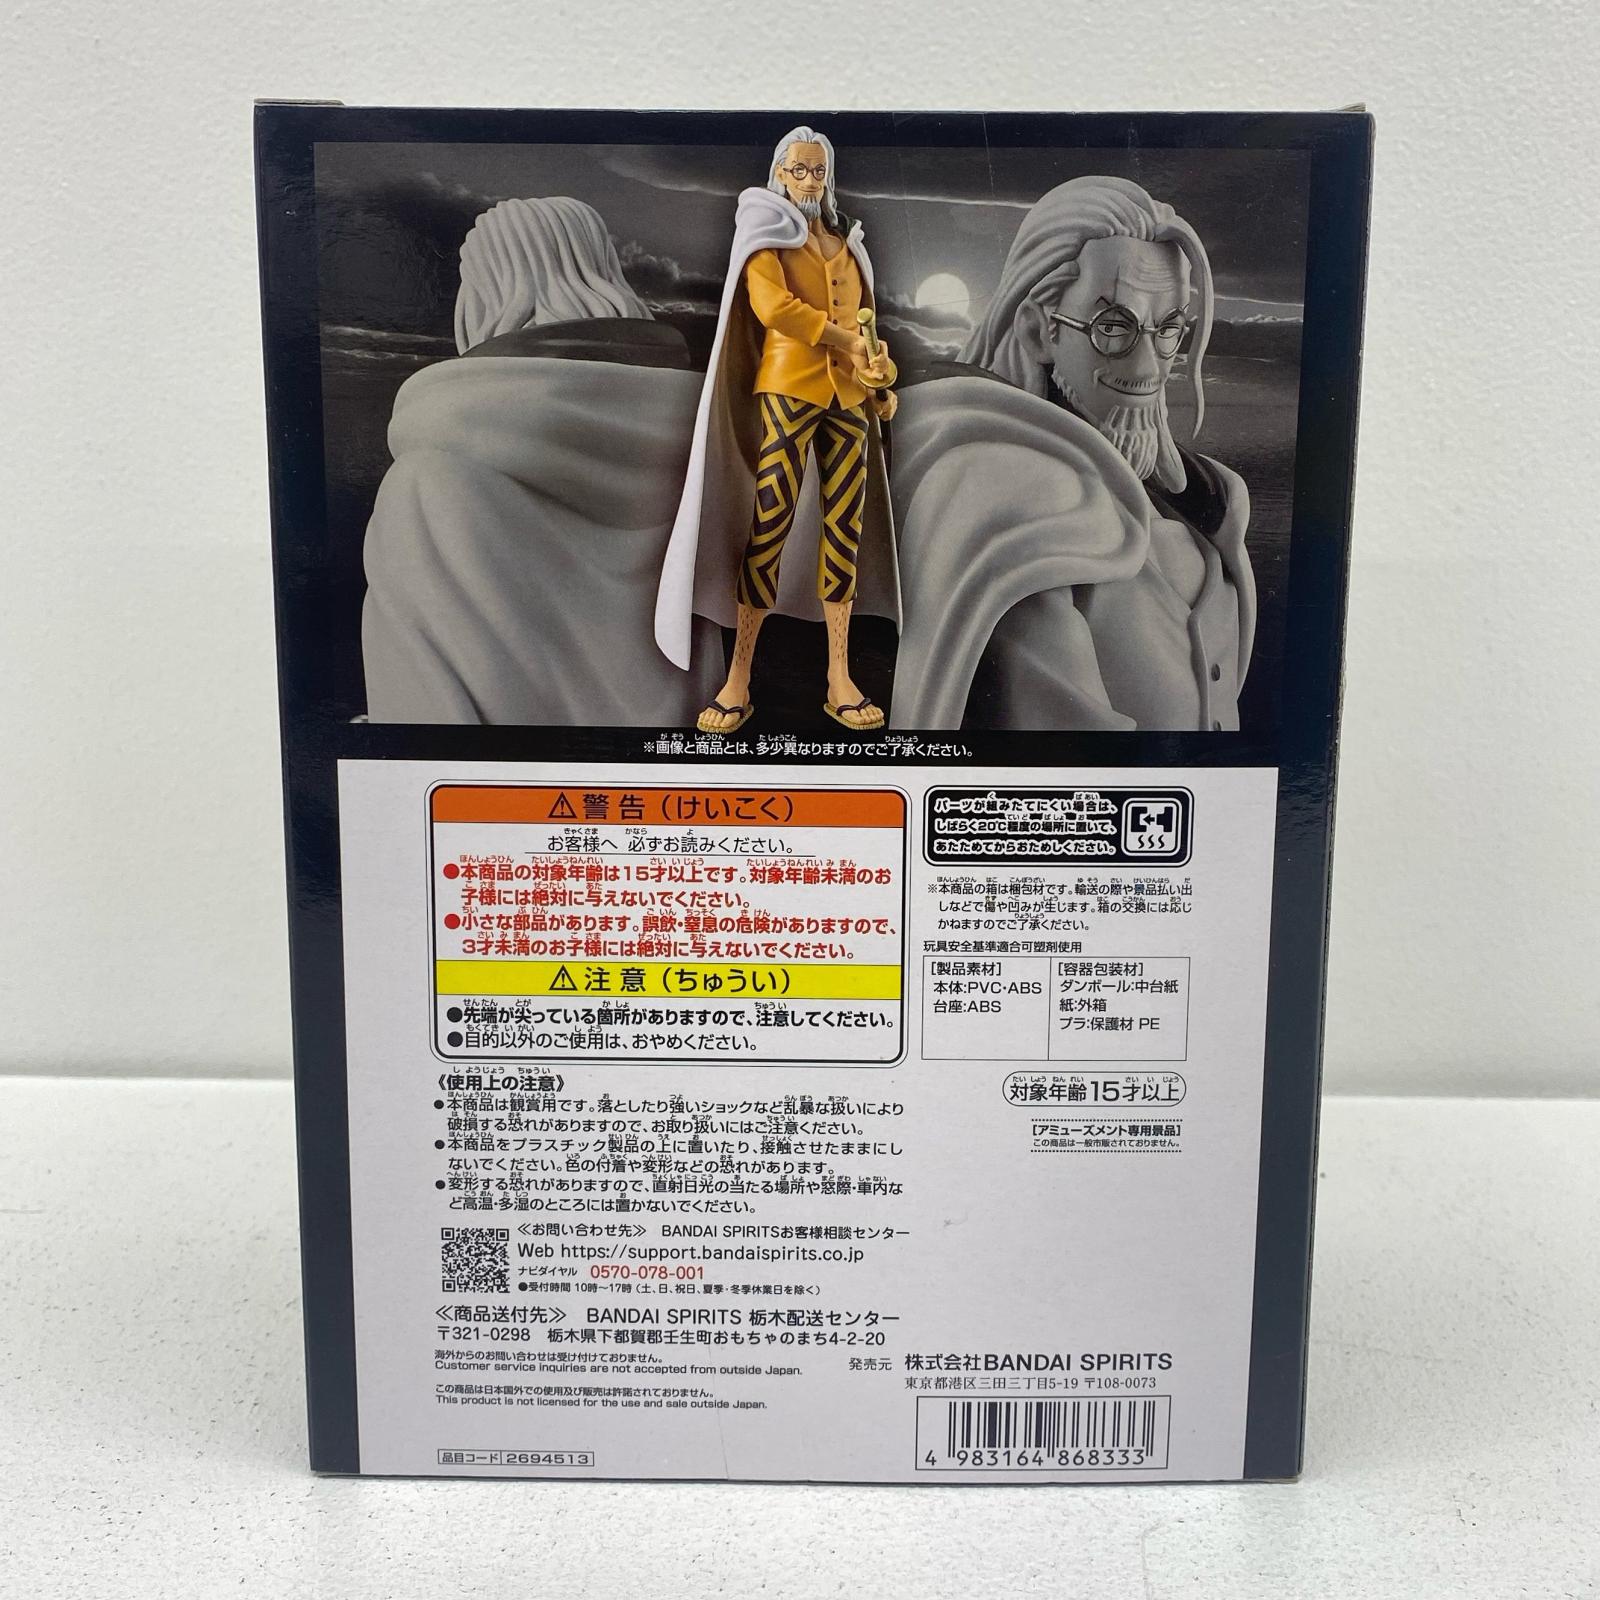 ※画像と商品とは、多少異なりますのでご了承ください。
⚠警告（けいこく）
お客様へ 必ずお読みください。
●本商品の対象年齢は15才以上です。対象年齢未満のお
子様には絶対に与えないでください。
●小さな部品があります。誤飲・窒息の危険がありますので、
3才未満のお子様には絶対に与えないでください。
⚠注意（ちゅうい）
●先端が尖っている箇所がありますので、注意してください。
●目的以外のご使用は、おやめください。
《使用上の注意》
●本商品は観賞用です。落としたり強いショックなど乱暴な扱いにより
破損する恐れがありますので、お取り扱いにはご注意ください。
●本商品をプラスチック製品の上に置いたり、接触させたままにし
ないでください。色の付着や変形などの恐れがあります。
●変形する恐れがありますので、直射日光の当たる場所や窓際・車内な
ど高温・多湿のところには置かないでください。
≪お問い合わせ先≫ BANDAI SPIRITSお客様相談センター
Web https://support.bandaispirits.co.jp
ナビダイヤル 0570-078-001
●受付時間 10時～17時（土、日、祝日、夏季・冬季休業日を除く）
≪商品送付先≫ BANDAI SPIRITS 栃木配送センター
〒321-0298 栃木県下都賀郡壬生町おもちゃのまち4-2-20
海外からのお問い合わせは受け付けておりません。
Customer service inquiries are not accepted from outside Japan.
この商品は日本国外での使用及び販売は許諾されておりません。
This product is not licensed for the use and sale outside Japan.
品目コード 2694513
パーツが組みたてにくい場合は、
しばらく20℃程度の場所に置いて、
あたためてからおためしください。
※本商品の箱は梱包材です。輸送の際や景品払い出
しなどで傷や凹みが生じます。箱の交換には応じ
かねますのでご了承ください。
玩具安全基準適合可塑剤使用
[製品素材]
本体:PVC・ABS
台座:ABS
[容器包装材]
ダンボール:中台紙
紙:外箱
プラ:保護材 PE
対象年齢15才以上
[アミューズメント専用景品]
この商品は一般市販されておりません。
発売元 株式会社BANDAI SPIRITS
東京都港区三田三丁目5-19 〒108-0073
4 983164 868333